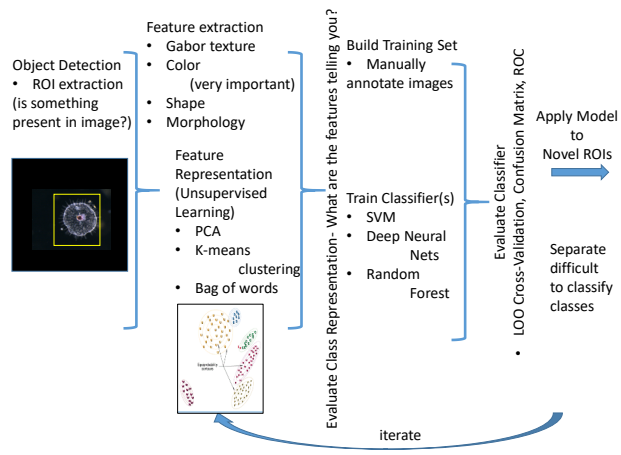 Object Detection
• ROI extraction
(is something
present in image?)
Feature extraction
• Gabor texture
• Color
(very important)
• Shape
• Morphology
Feature
Representation
(Unsupervised
Learning)
• PCA
• K-means
clustering
• Bag of words
Evaluate Class Representation- What are the features telling you?
Build Training Set
• Manually
annotate images
Train Classifier(s)
• SVM
• Deep Neural
Nets
• Random
Forest
Evaluate Classifier
• LOO Cross-Validation, Confusion Matrix, ROC
Apply Model
to
Novel ROIs
Separate
difficult
to classify
classes
iterate